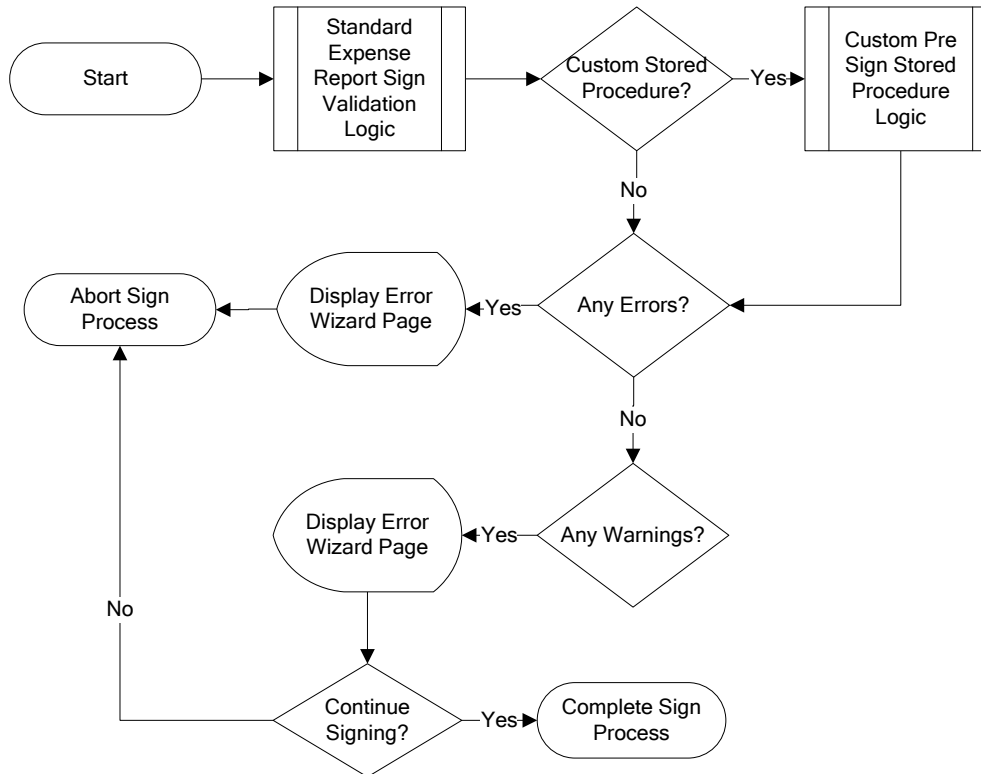 Start
Standard
Expense
Report Sign
Validation
Logic
Custom Stored
Procedure?
Yes
Custom Pre
Sign Stored
Procedure
Logic
No
Any Errors?
Yes
Display Error
Wizard Page
Abort Sign
Process
No
Any Warnings?
Yes
Display Error
Wizard Page
No
Continue
Signing?
Yes
Complete Sign
Process